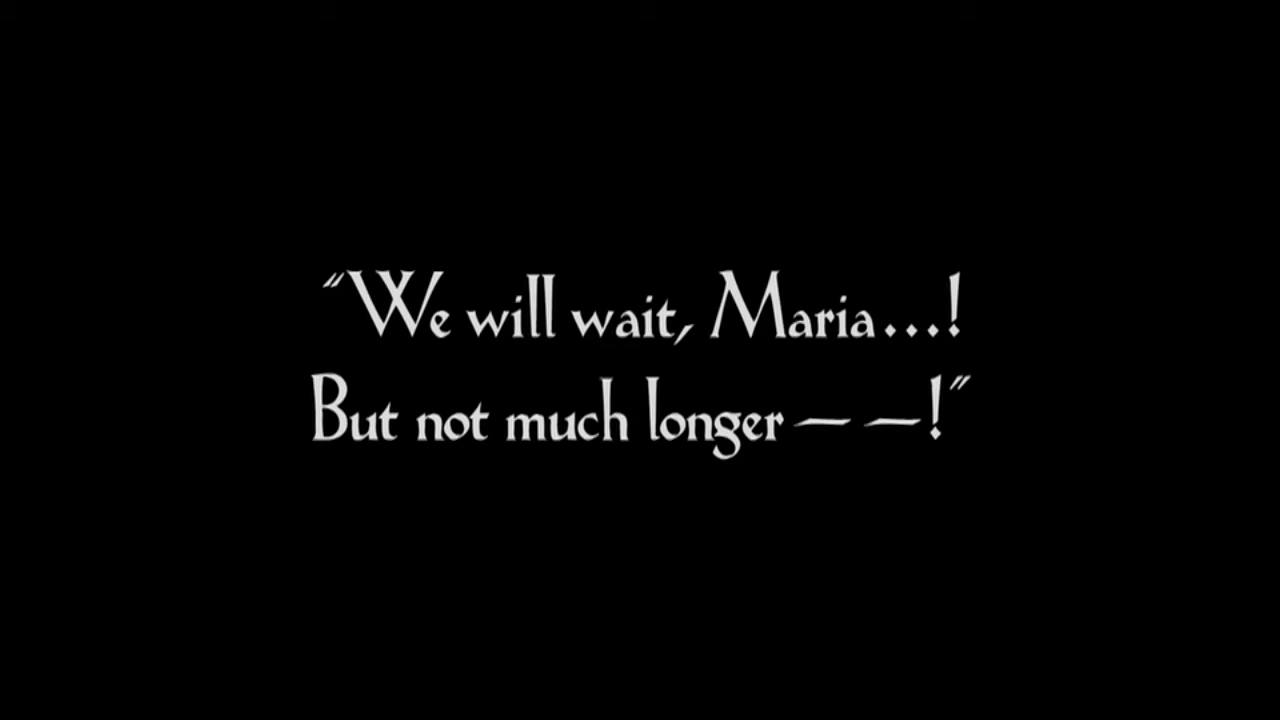 "We will wait, Maria...!
But not much longer — —!"